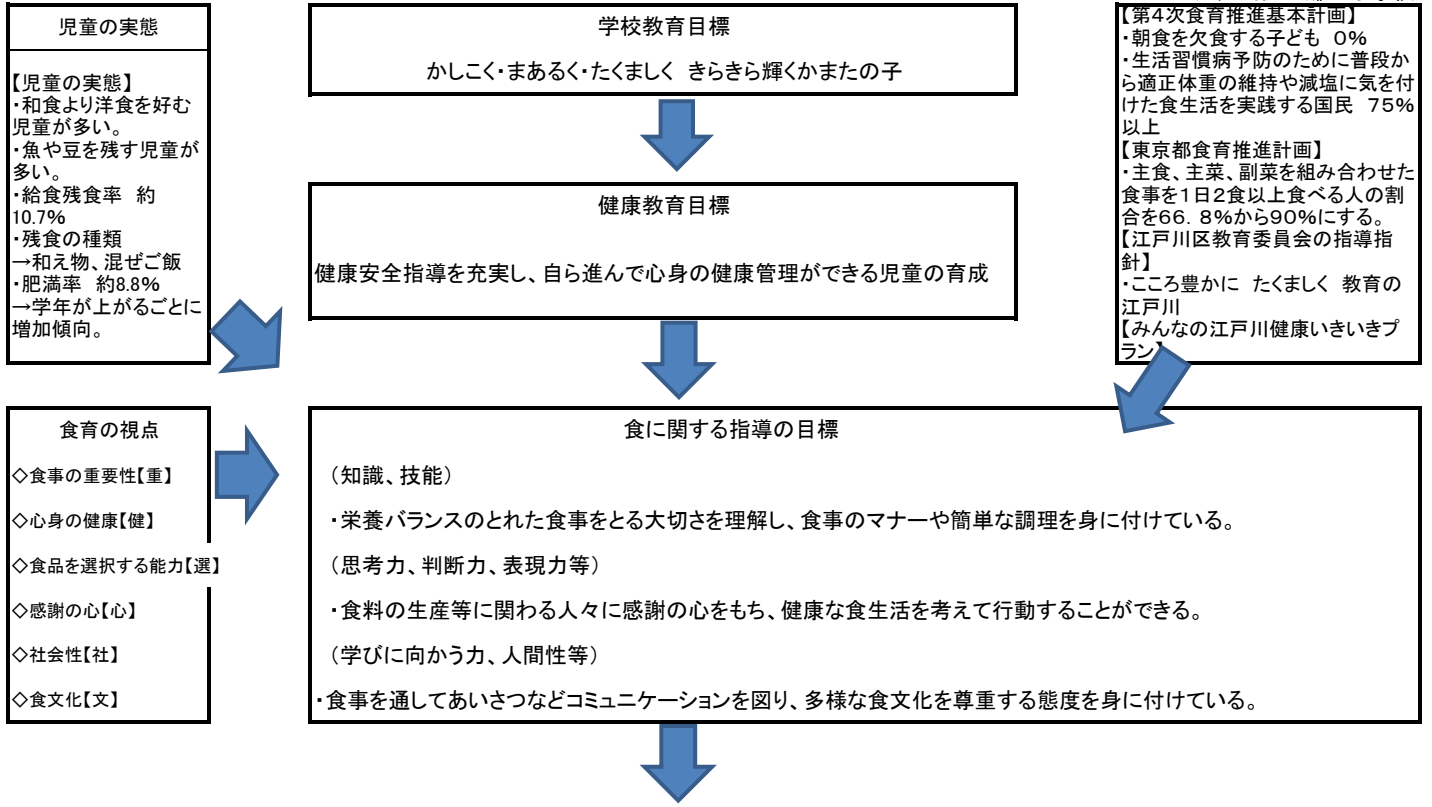 児童の実態
【児童の実態】
・和食より洋食を好む
児童が多い。
・魚や豆を残す児童が
多い。
・給食残食率　約
10.7%
・残食の種類
→和え物、混ぜご飯
・肥満率　約8.8%
→学年が上がるごとに
増加傾向。
学校教育目標
かしこく・まあるく・たくましく　きらきら輝くかまたの子
健康教育目標
健康安全指導を充実し、自ら進んで心身の健康管理ができる児童の育成
【第4次食育推進基本計画】
・朝食を欠食する子ども　0%
・生活習慣病予防のために普段か
ら適正体重の維持や減塩に気を付
けた食生活を実践する国民　75%
以上
【東京都食育推進計画】
・主食、主菜、副菜を組み合わせた
食事を1日2食以上食べる人の割
合を66．8%から90%にする。
【江戸川区教育委員会の指導指
針】
・こころ豊かに　たくましく　教育の
江戸川
【みんなの江戸川健康いきいきプ
ラン】
食育の視点
◇食事の重要性【重】
◇心身の健康【健】
◇食品を選択する能力【選】
◇感謝の心【心】
◇社会性【社】
◇食文化【文】
食に関する指導の目標
（知識、技能）
・栄養バランスのとれた食事をとる大切さを理解し、食事のマナーや簡単な調理を身に付けている。
（思考力、判断力、表現力等）
・食料の生産等に関わる人々に感謝の心をもち、健康な食生活を考えて行動することができる。
（学びに向かう力、人間性等）
・食事を通してあいさつなどコミュニケーションを図り、多様な食文化を尊重する態度を身に付けている。